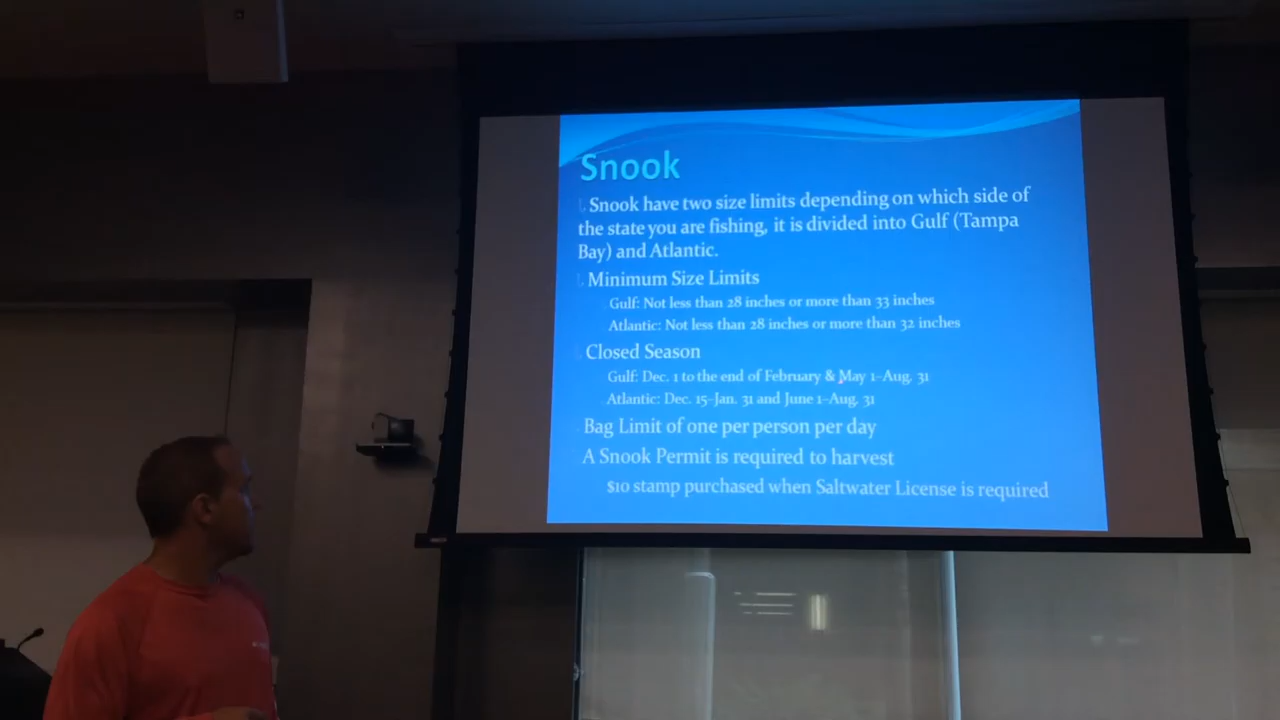 Snook
Snook have two size limits depending on which side of
the state you are fishing, it is divided into Gulf (Tampa
Bay) and Atlantic.
Minimum Size Limits
Gulf: Not less than 28 inches or more than 33 inches
Atlantic: Not less than 28 inches or more than 32 inches
Closed Season
Gulf: Dec. 1 to the end of February & May 1–Aug. 31
Atlantic: Dec. 15–Jan. 31 and June 1–Aug. 31
Bag Limit of one per person per day
A Snook Permit is required to harvest
$10 stamp purchased when Saltwater License is required